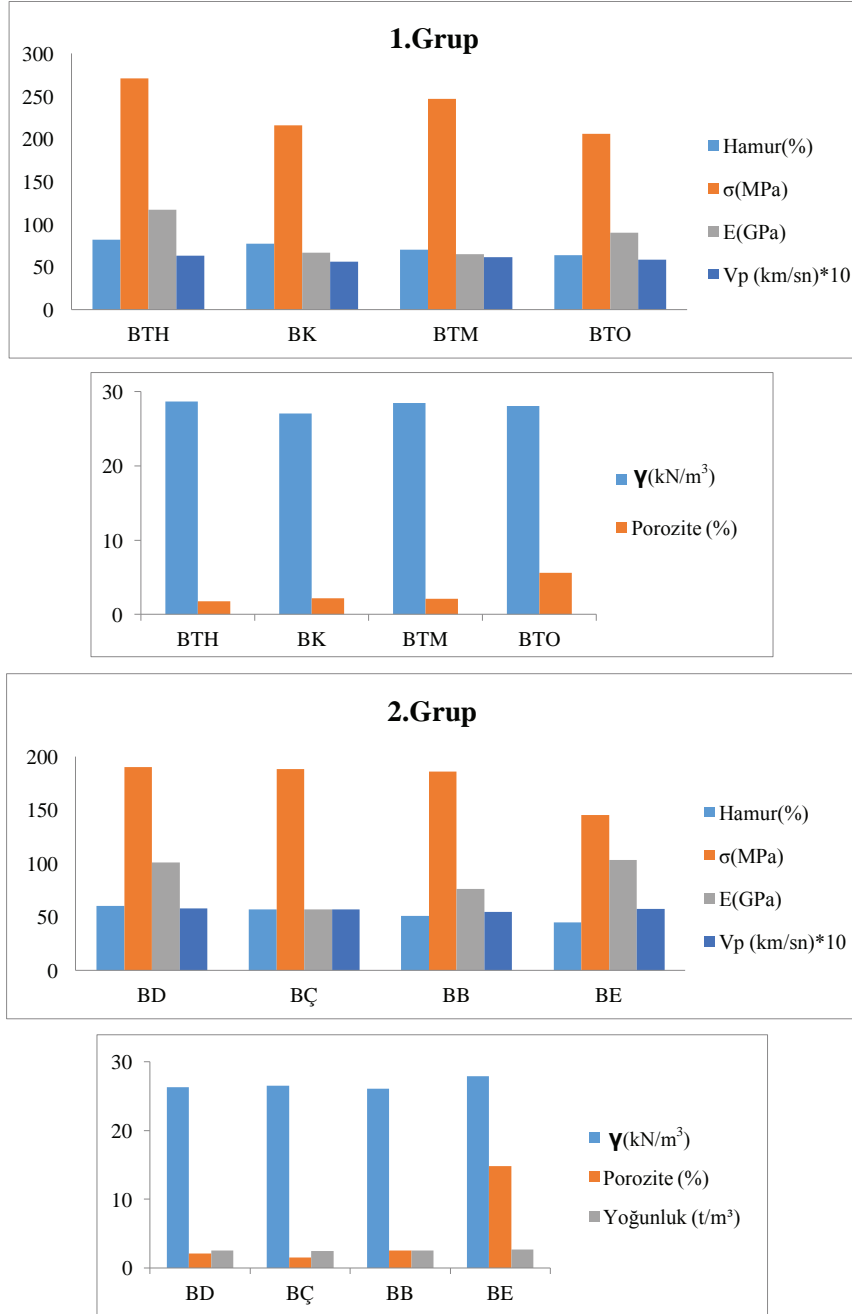 1.Grup
300
250
200
150
100
50
0
BTH BK BTM BTO
Hamur(%)
σ(MPa)
E(GPa)
Vp (km/sn)*10
30
20
10
0
BTH BK BTM BTO
γ(kN/m³)
Porozite (%)
2.Grup
200
150
100
50
0
BD BÇ BB BE
Hamur(%)
σ(MPa)
E(GPa)
Vp (km/sn)*10
30
20
10
0
BD BÇ BB BE
γ(kN/m³)
Porozite (%)
Yoğunluk (t/m³)